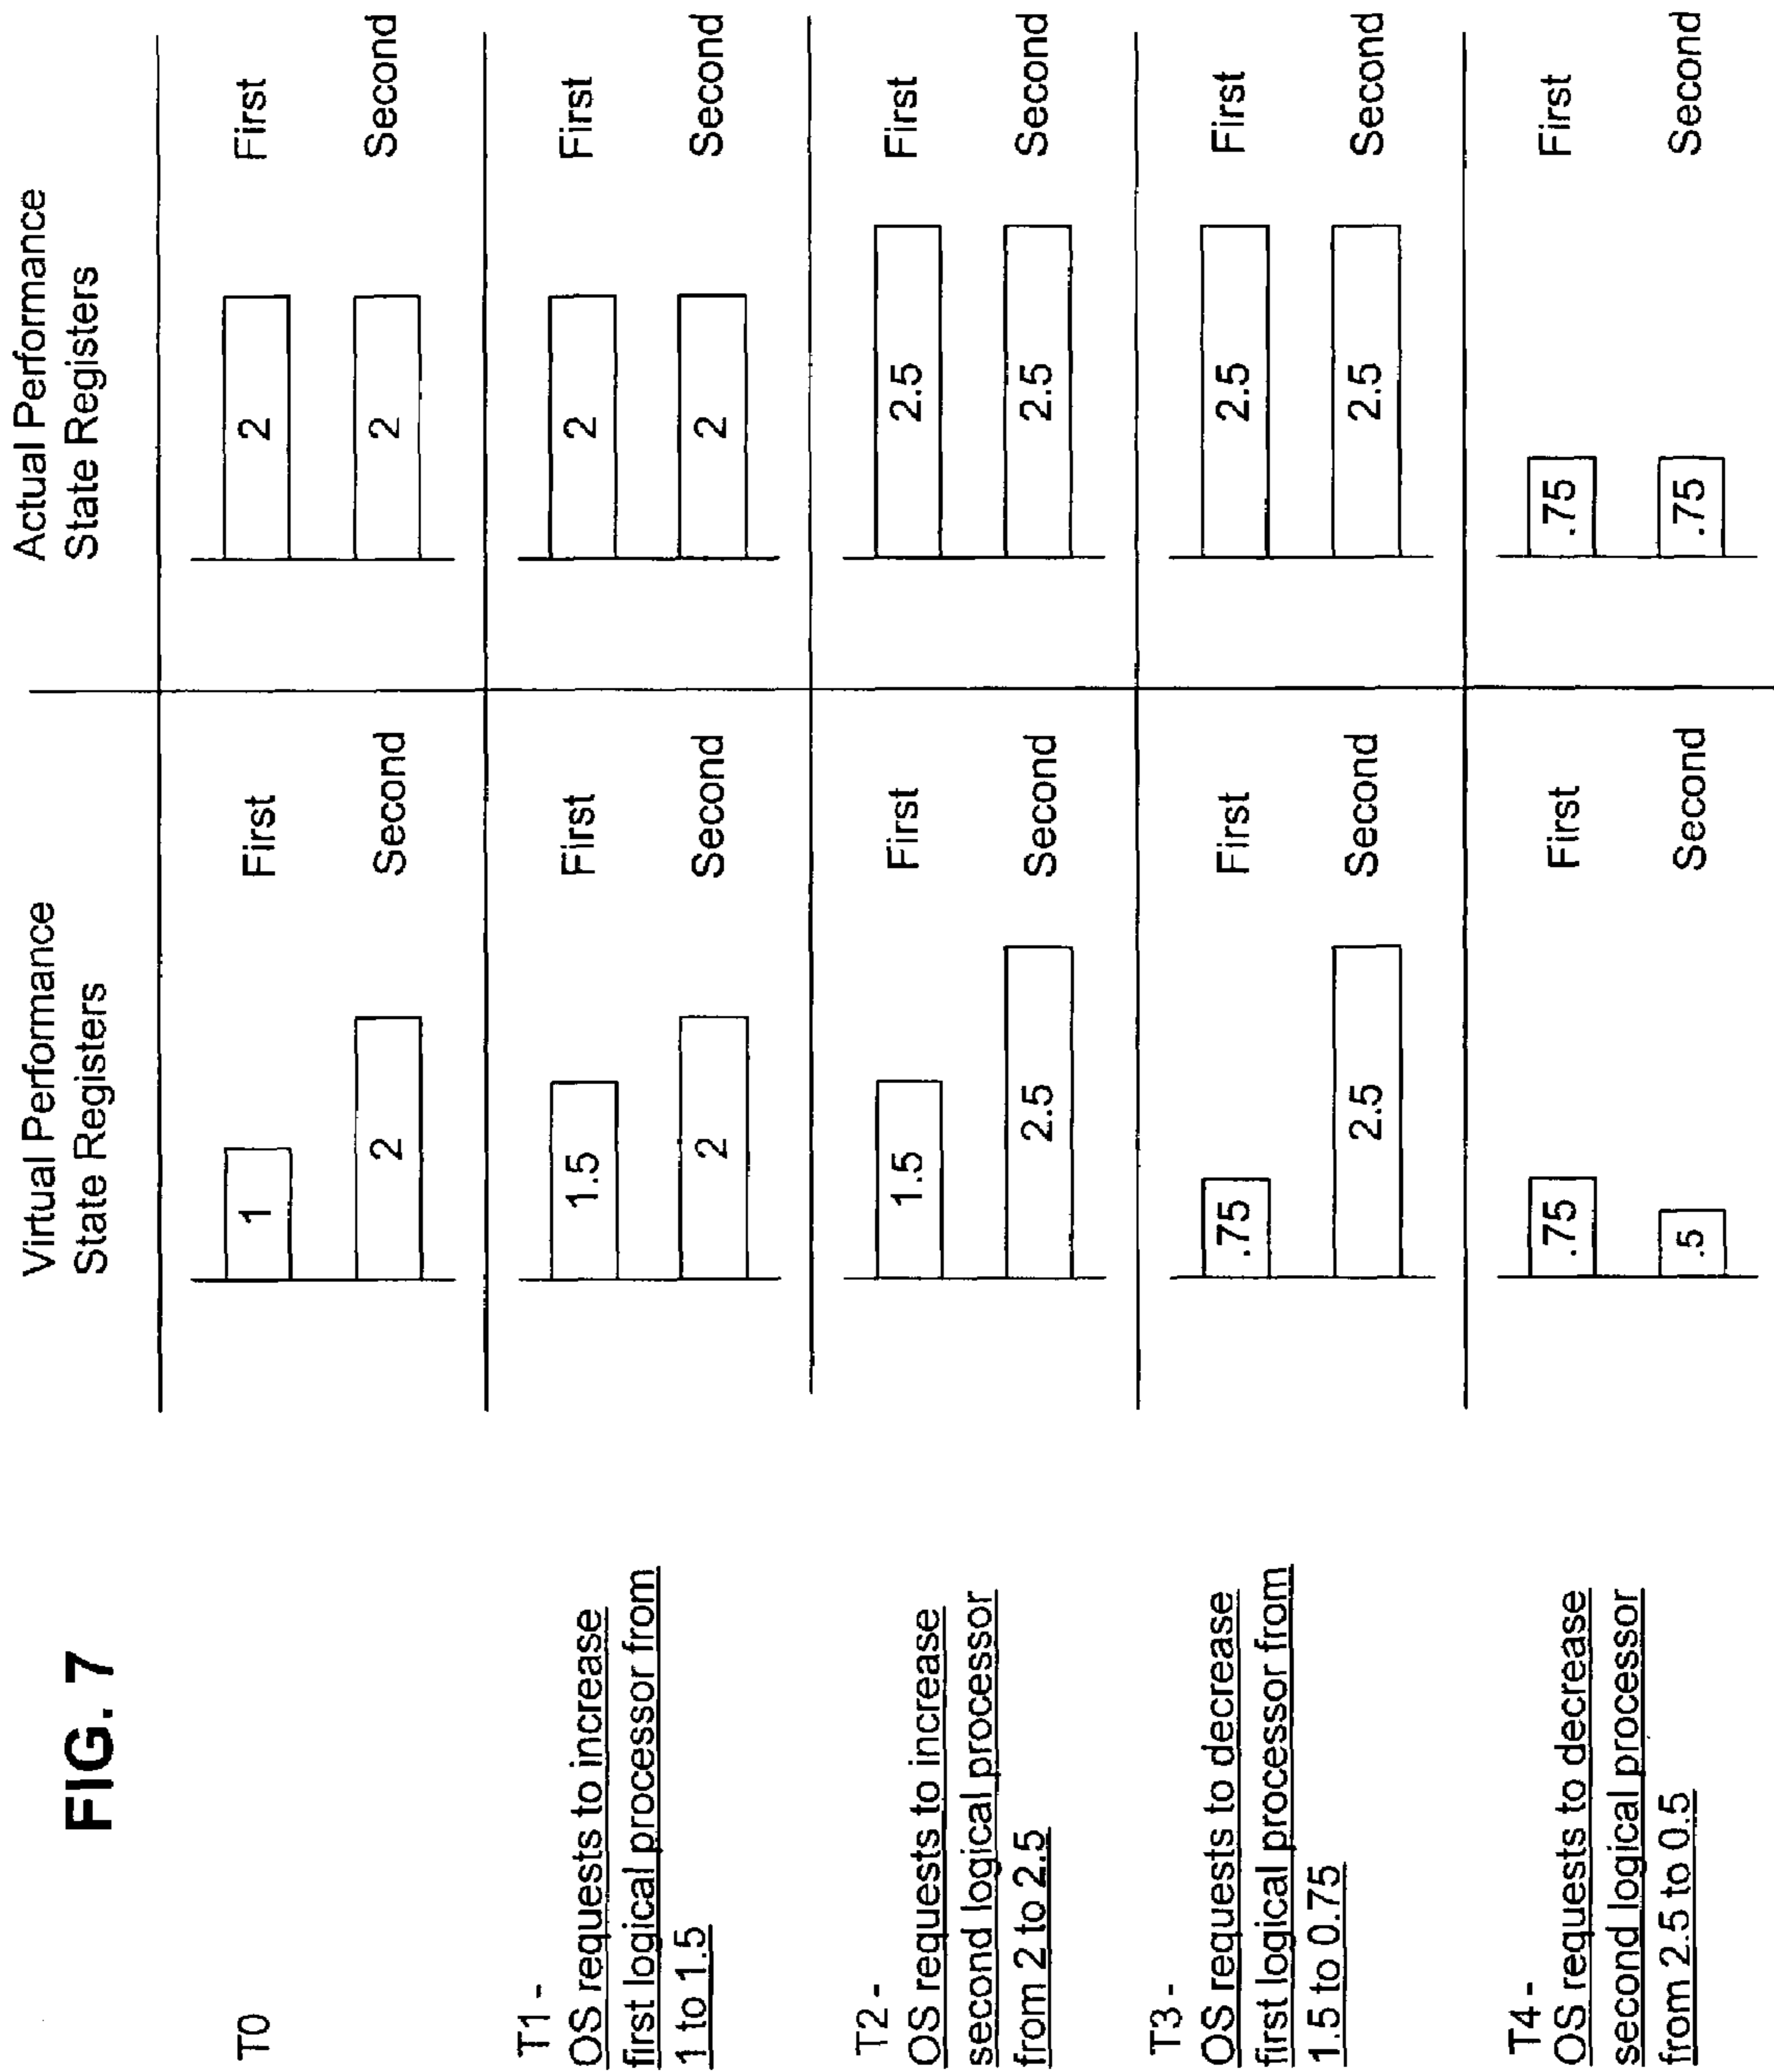 FIG. 7
Virtual Performance
State Registers
Actual Performance
State Registers
T0
1
First
2
Second
2
First
2
Second
T1 -
OS requests to increase
first logical processor from
1 to 1.5
1.5
First
2
Second
2
First
2
Second
T2 -
OS requests to increase
second logical processor
from 2 to 2.5
1.5
First
2.5
Second
2.5
First
2.5
Second
T3 -
OS requests to decrease
first logical processor from
1.5 to 0.75
.75
First
2.5
Second
2.5
First
2.5
Second
T4 -
OS requests to decrease
second logical processor
from 2.5 to 0.5
.75
First
.5
Second
.75
First
.75
Second